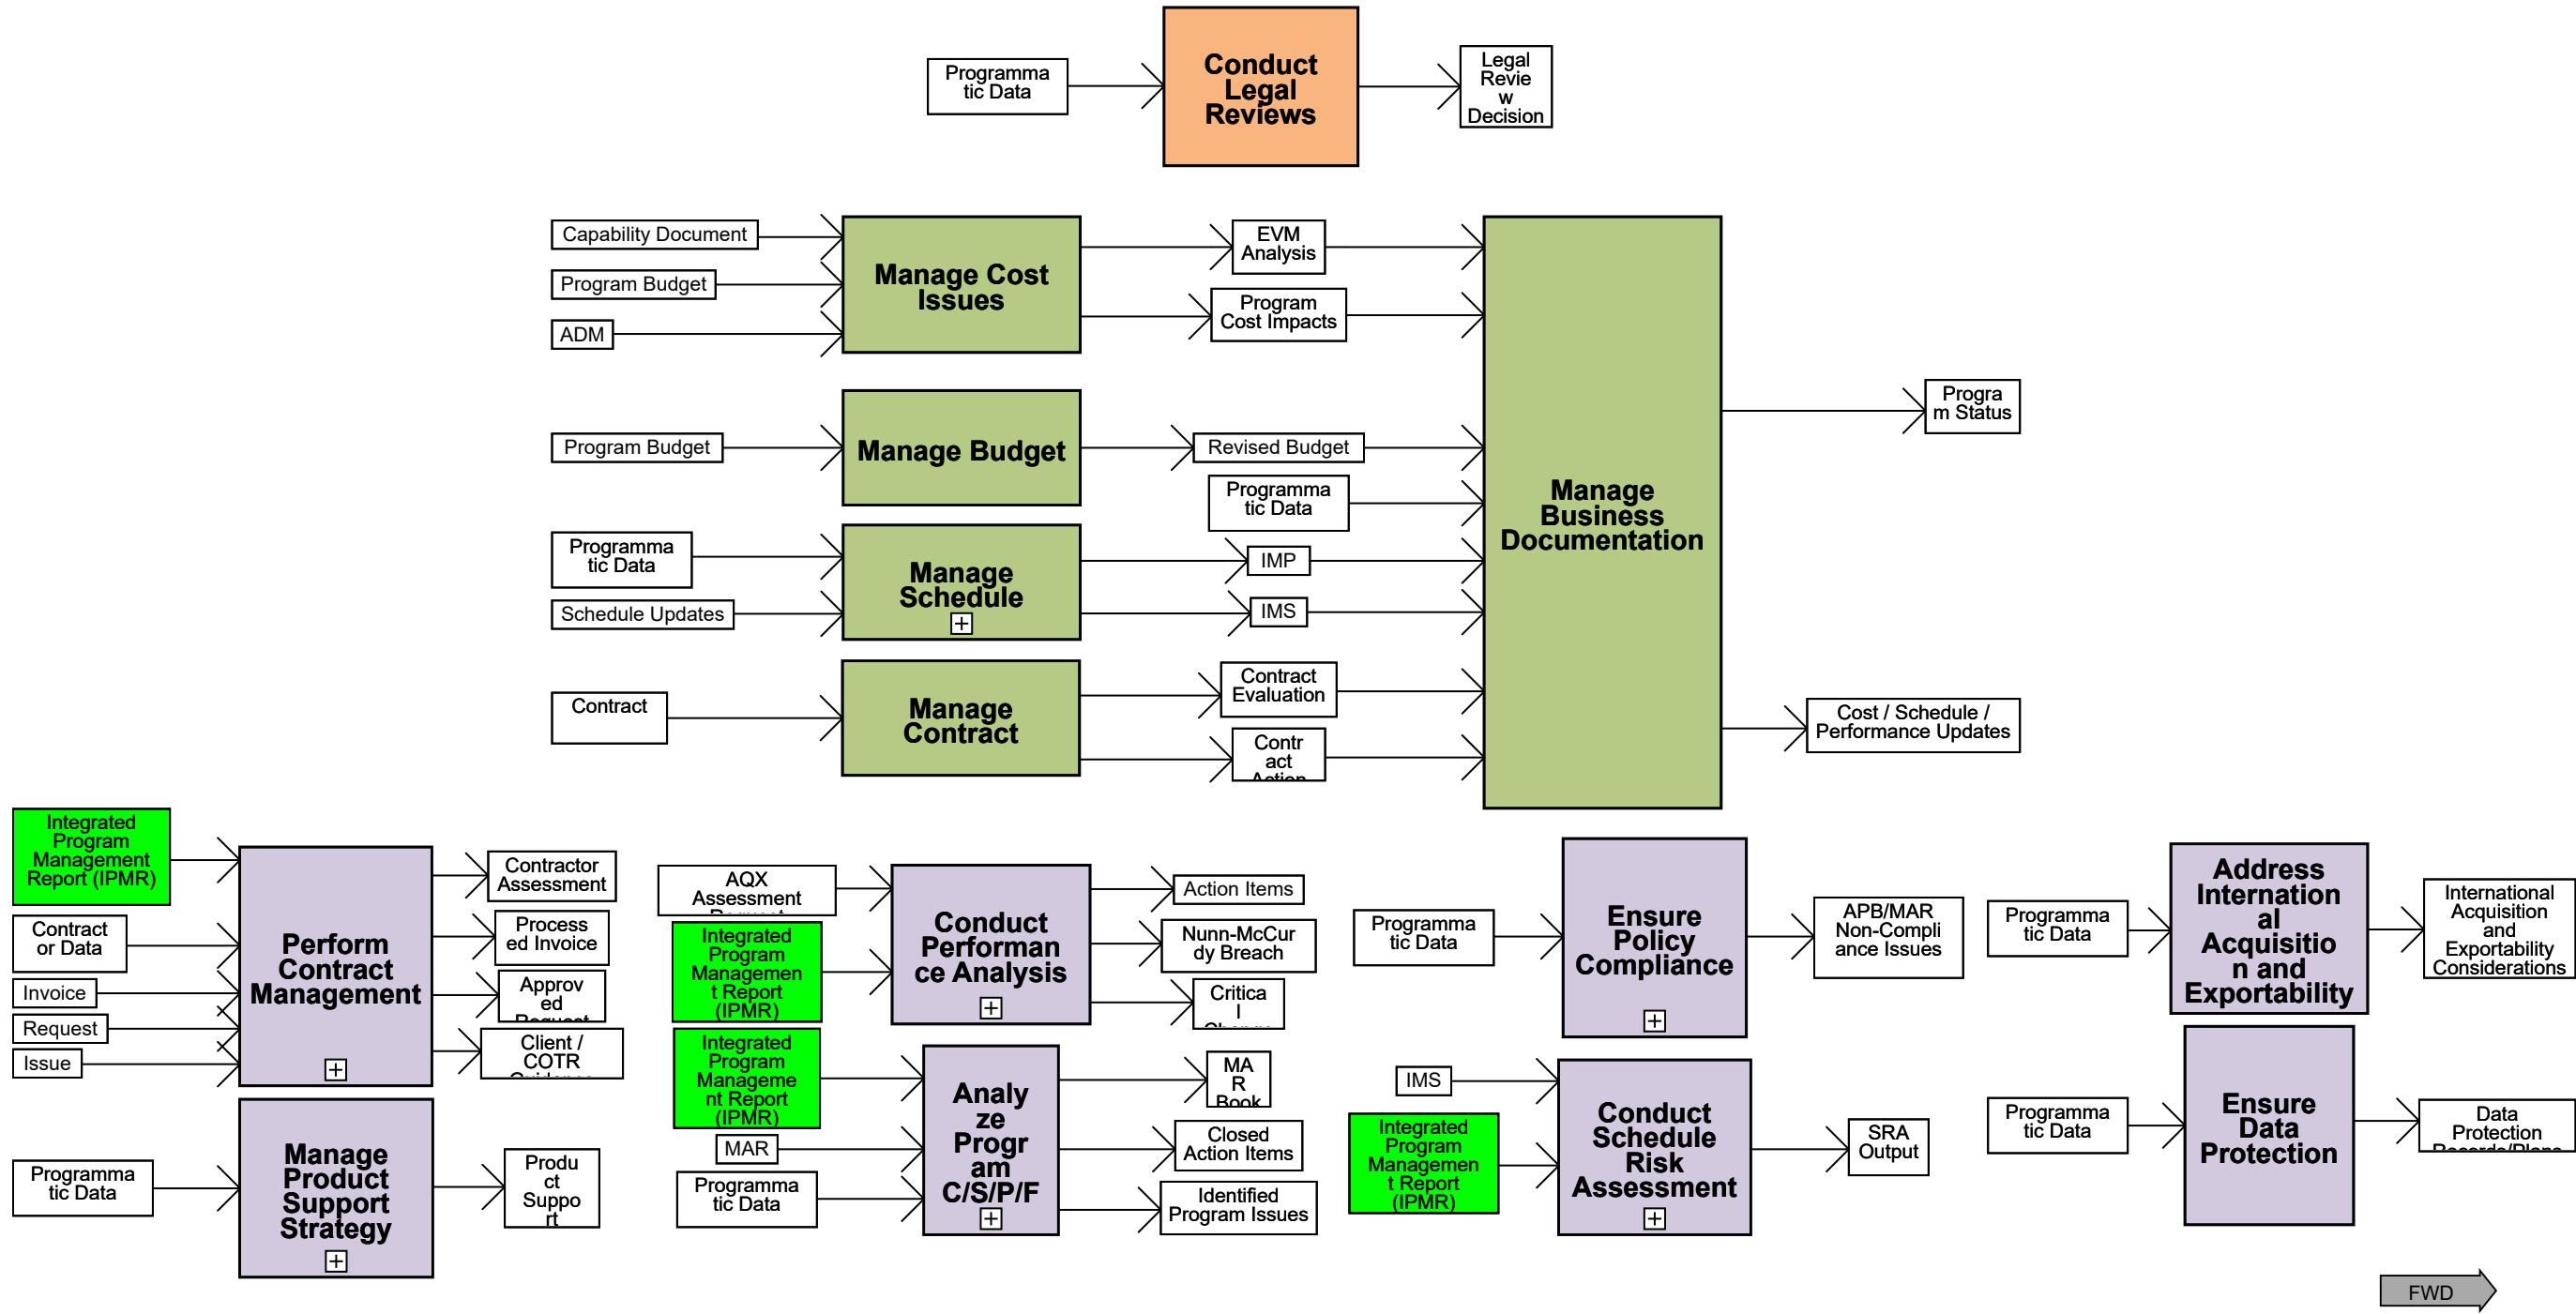 Programma
tic Data
Conduct
Legal
Reviews
Legal
Revie
w
Decision
Capability Document
Program Budget
ADM
Manage Cost
Issues
EVM
Analysis
Program
Cost Impacts
Program Budget
Manage Budget
Revised Budget
Programma
tic Data
Programma
tic Data
Schedule Updates
Manage
Schedule
IMP
IMS
Contract
Manage
Contract
Contract
Evaluation
Contr
act
Action
Manage
Business
Documentation
Progra
m Status
Cost / Schedule /
Performance Updates
Integrated
Program
Management
Report (IPMR)
Contract
or Data
Invoice
Request
Issue
Perform
Contract
Management
Contractor
Assessment
Process
ed Invoice
Approv
ed
Request
Client /
COTR
Guidance
Programma
tic Data
Manage
Product
Support
Strategy
Produ
ct
Suppo
rt
AQX
Assessment
Request
Integrated
Program
Managemen
t Report
(IPMR)
Conduct
Performan
ce Analysis
Action Items
Nunn-McCur
dy Breach
Critica
l
Change
Integrated
Program
Manageme
nt Report
(IPMR)
MAR
Programma
tic Data
Analy
ze
Progr
am
C/S/P/F
MA
R
Book
Closed
Action Items
Identified
Program Issues
Programma
tic Data
Ensure
Policy
Compliance
APB/MAR
Non-Compli
ance Issues
IMS
Integrated
Program
Managemen
t Report
(IPMR)
Conduct
Schedule
Risk
Assessment
SRA
Output
Programma
tic Data
Address
Internation
al
Acquisitio
n and
Exportability
International
Acquisition
and
Exportability
Considerations
Programma
tic Data
Ensure
Data
Protection
Data
Protection
Records/Plans
FWD